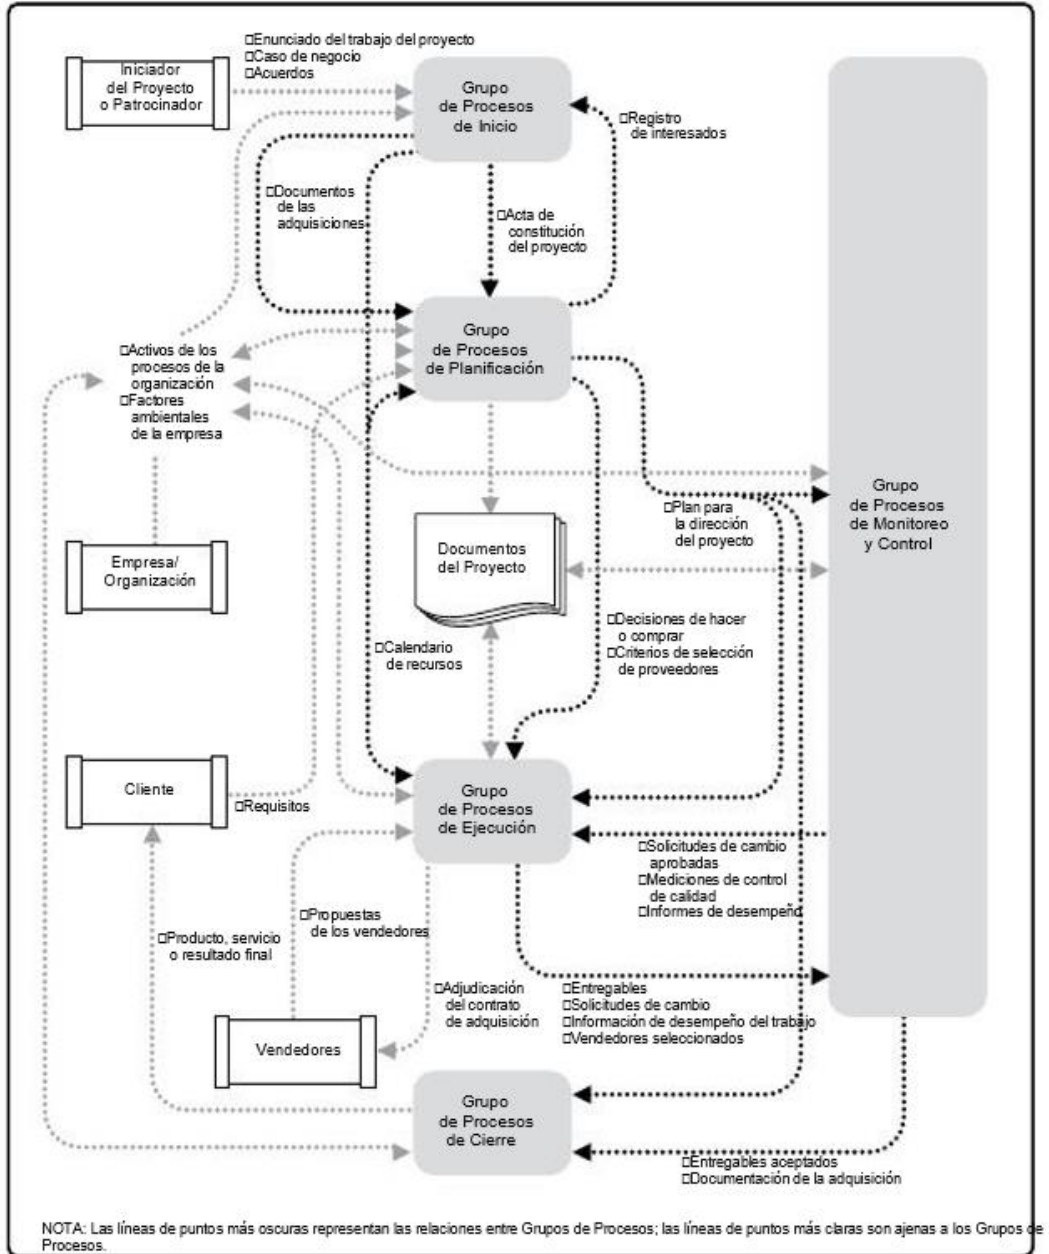 □Enunciado del trabajo del proyecto
□Caso de negocio
□Acuerdos
Iniciador
del Proyecto
o Patrocinador
Grupo
de Procesos
de Inicio
□Registro
de interesados
□Documentos
de las
adquisiciones
□Acta de
constitución
del proyecto
Grupo
de Procesos
de Planificación
□Activos de los
procesos de la
organización
□Factores
ambientales
de la empresa
Grupo
de Procesos
de Monitoreo
y Control
□Plan para
la dirección
del proyecto
Empresa/
Organización
Documentos
del Proyecto
□Calendario
de recursos
□Decisiones de hacer
o comprar
□Criterios de selección
de proveedores
Cliente
□Requisitos
Grupo
de Procesos
de Ejecución
□Solicitudes de cambio
aprobadas
□Mediciones de control
de calidad
□Informes de desempeño
□Propuestas
de los vendedores
□Producto, servicio
o resultado final
□Adjudicación
del contrato
de adquisición
□Entregables
□Solicitudes de cambio
□Información de desempeño del trabajo
□Vendedores seleccionados
Vendedores
Grupo
de Procesos
de Cierre
□Entregables aceptados
□Documentación de la adquisición
NOTA: Las líneas de puntos más oscuras representan las relaciones entre Grupos de Procesos; las líneas de puntos más claras son ajenas a los Grupos de
Procesos.